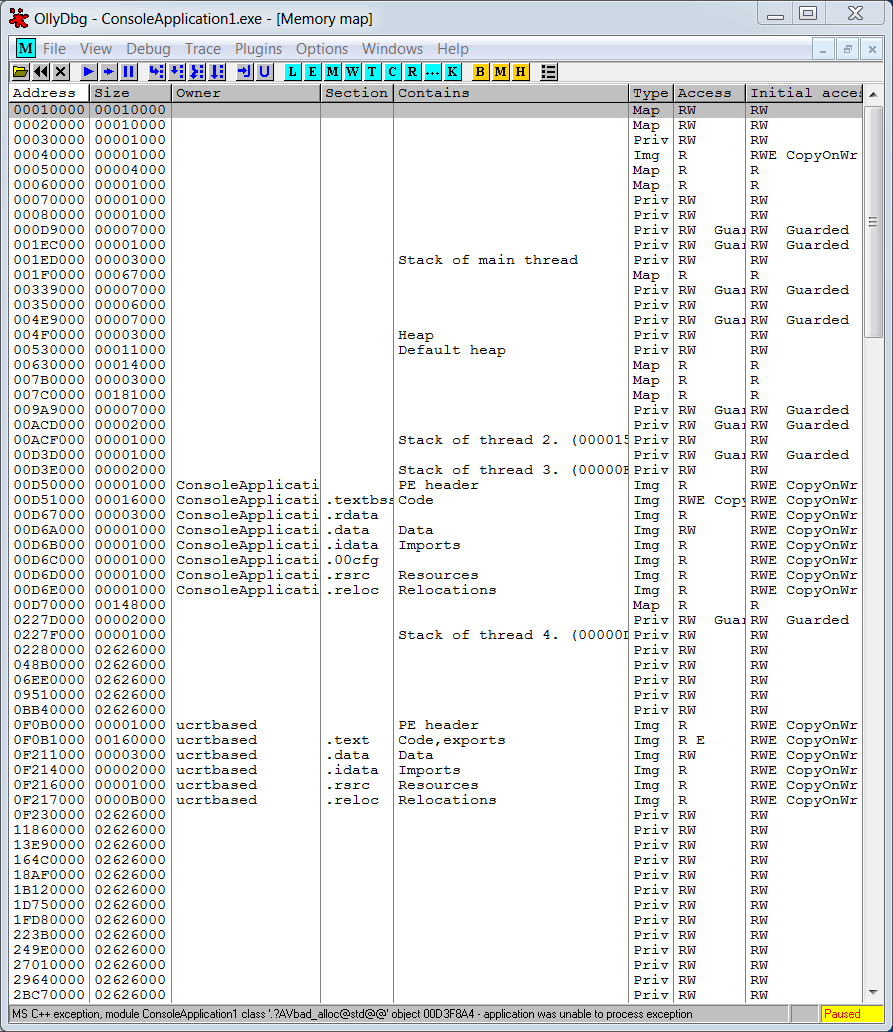 OllyDbg - ConsoleApplication1.exe - [Memory map]
M File View Debug Trace Plugins Options Windows Help
L E M W T C R ... K B M H
Address Size Owner Section Contains Type Access Initial acces
00010000 00010000 Map RW RW
00020000 00010000 Map RW RW
00030000 00001000 Priv RW RW
00040000 00001000 Img R RWE CopyOnWr
00050000 00004000 Map R R
00060000 00001000 Map R R
00070000 00001000 Priv RW RW
00080000 00001000 Priv RW RW
000D9000 00007000 Priv RW Guar RW Guarded
001EC000 00001000 Priv RW Guar RW Guarded
001ED000 00003000 Stack of main thread Priv RW RW
001F0000 00067000 Map R R
00339000 00007000 Priv RW Guar RW Guarded
00350000 00006000 Priv RW RW
004E9000 00007000 Priv RW Guar RW Guarded
004F0000 00003000 Heap Priv RW RW
00530000 00011000 Default heap Priv RW RW
00630000 00014000 Map R R
007B0000 00003000 Map R R
007C0000 00181000 Map R R
009A9000 00007000 Priv RW Guar RW Guarded
00ACD000 00002000 Priv RW Guar RW Guarded
00ACF000 00001000 Stack of thread 2. (000015 Priv RW RW
00D3D000 00001000 Priv RW Guar RW Guarded
00D3E000 00002000 Stack of thread 3. (00000E Priv RW RW
00D50000 00001000 ConsoleApplicati PE header Img R RWE CopyOnWr
00D51000 00016000 ConsoleApplicati .textbss Code Img RWE Copy RWE CopyOnWr
00D67000 00003000 ConsoleApplicati .rdata Img R RWE CopyOnWr
00D6A000 00001000 ConsoleApplicati .data Data Img RW RWE CopyOnWr
00D6B000 00001000 ConsoleApplicati .idata Imports Img R RWE CopyOnWr
00D6C000 00001000 ConsoleApplicati .00cfg Img R RWE CopyOnWr
00D6D000 00001000 ConsoleApplicati .rsrc Resources Img R RWE CopyOnWr
00D6E000 00001000 ConsoleApplicati .reloc Relocations Img R RWE CopyOnWr
00D70000 00148000 Map R R
0227D000 00002000 Priv RW Guar RW Guarded
0227F000 00001000 Stack of thread 4. (00000D Priv RW RW
02280000 02626000 Priv RW RW
048B0000 02626000 Priv RW RW
06EE0000 02626000 Priv RW RW
09510000 02626000 Priv RW RW
0BB40000 02626000 Priv RW RW
0F0B0000 00001000 ucrtbased PE header Img R RWE CopyOnWr
0F0B1000 00160000 ucrtbased .text Code,exports Img R E RWE CopyOnWr
0F211000 00003000 ucrtbased .data Data Img RW RWE CopyOnWr
0F214000 00002000 ucrtbased .idata Imports Img R RWE CopyOnWr
0F216000 00001000 ucrtbased .rsrc Resources Img R RWE CopyOnWr
0F217000 0000B000 ucrtbased .reloc Relocations Img R RWE CopyOnWr
0F230000 02626000 Priv RW RW
11860000 02626000 Priv RW RW
13E90000 02626000 Priv RW RW
164C0000 02626000 Priv RW RW
18AF0000 02626000 Priv RW RW
1B120000 02626000 Priv RW RW
1D750000 02626000 Priv RW RW
1FD80000 02626000 Priv RW RW
223B0000 02626000 Priv RW RW
249E0000 02626000 Priv RW RW
27010000 02626000 Priv RW RW
29640000 02626000 Priv RW RW
2BC70000 02626000 Priv RW RW
MS C++ exception, module ConsoleApplication1 class '.?AVbad_alloc@std@@' object 00D3F8A4 - application was unable to process exception Paused